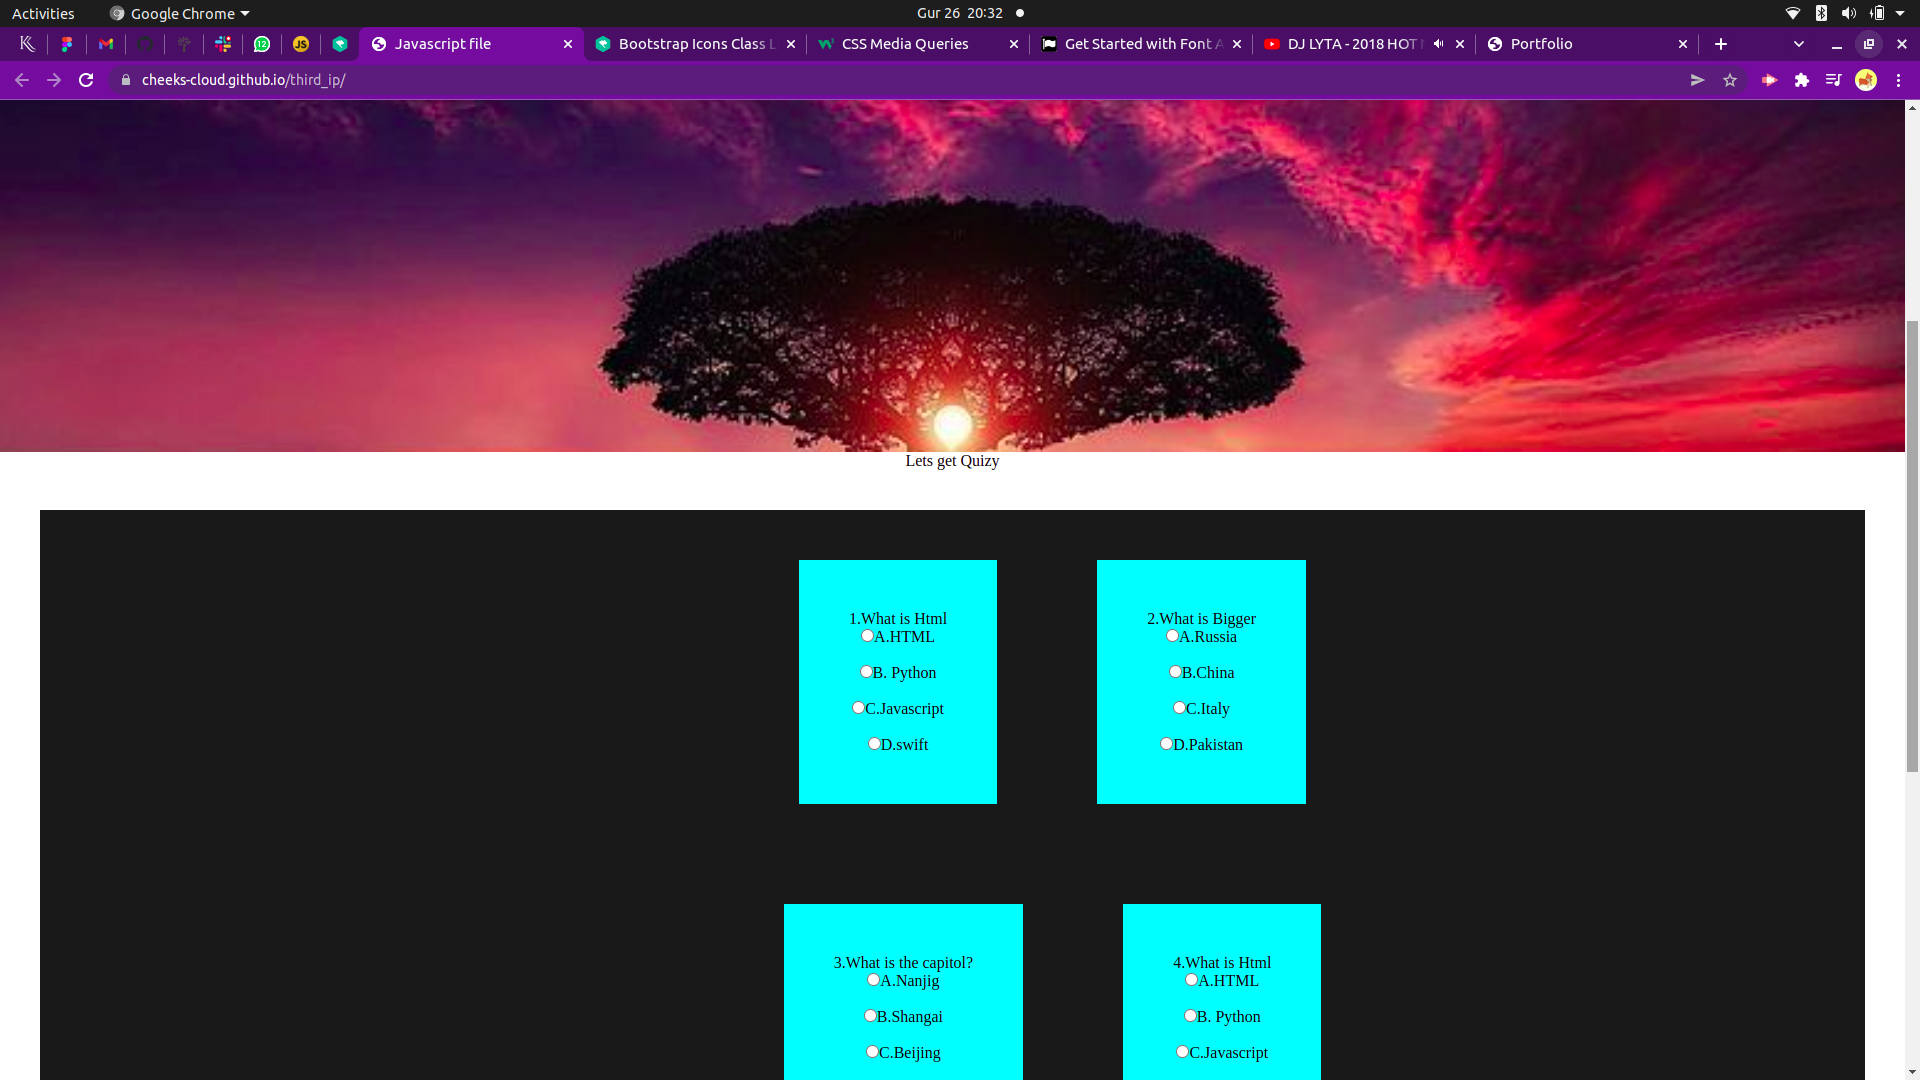 Activities Google Chrome Gur 26 20:32
Javascript file Bootstrap Icons Class L CSS Media Queries Get Started with Font A DJ LYTA - 2018 HOT Portfolio
12 JS
cheeks-cloud.github.io/third_ip/
Lets get Quizy
1.What is Html
A.HTML
B. Python
C.Javascript
D.swift
2.What is Bigger
A.Russia
B.China
C.Italy
D.Pakistan
3.What is the capitol?
A.Nanjig
B.Shangai
C.Beijing
4.What is Html
A.HTML
B. Python
C.Javascript